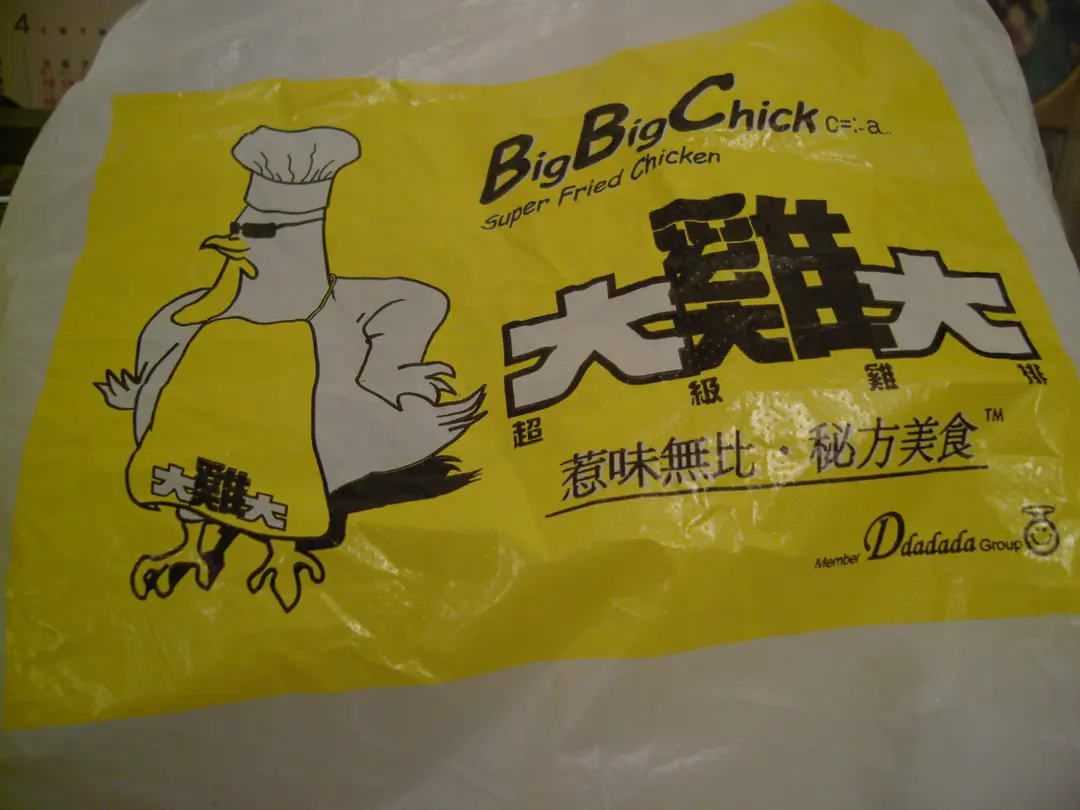 4
BigBigChick
Super Fried Chicken
大雞大
超級雞排
惹味無比・秘方美食™
大雞大
Member Ddadada Group